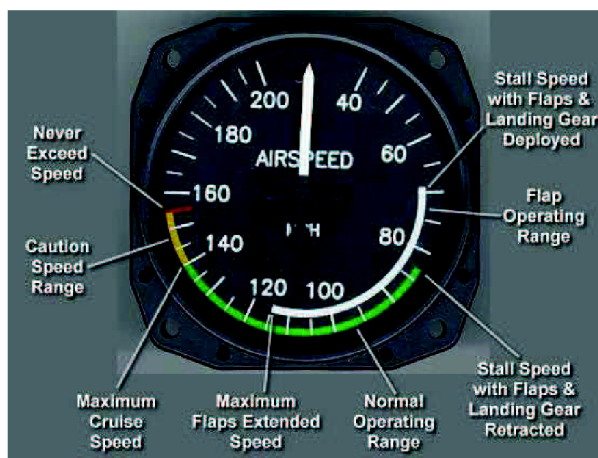 Stall Speed
with Flaps &
Landing Gear
Deployed
Never
Exceed
Speed
200
40
180
60
AIRSPEED
160
Flap
Operating
Range
Caution
Speed
Range
140
80
120
100
Maximum
Cruise
Speed
Maximum
Flaps Extended
Speed
Normal
Operating
Range
Stall Speed
with Flaps &
Landing Gear
Retracted